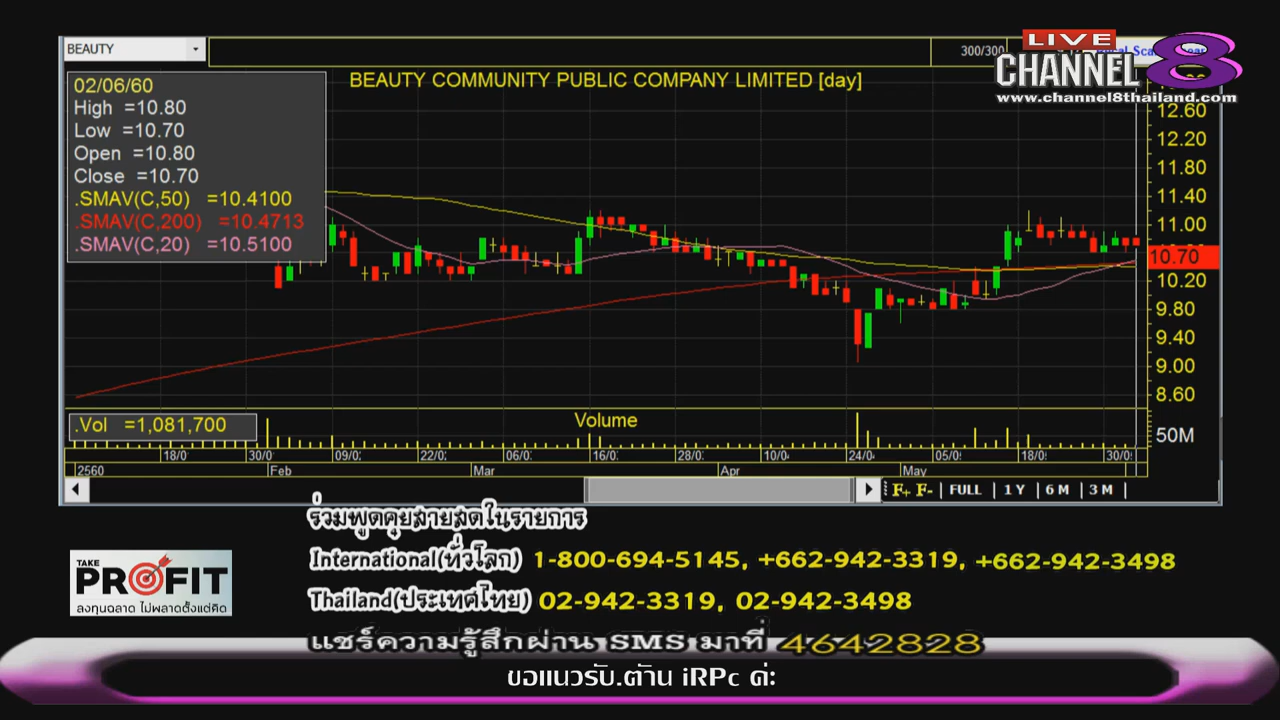 BEAUTY
300/300
LIVE
CHANNEL 8
www.channel8thailand.com
BEAUTY COMMUNITY PUBLIC COMPANY LIMITED [day]
02/06/60
High =10.80
Low =10.70
Open =10.80
Close =10.70
.SMAV(C,50) =10.4100
.SMAV(C,200) =10.4713
.SMAV(C,20) =10.5100
12.60
12.20
11.80
11.40
11.00
10.70
10.20
9.80
9.40
9.00
8.60
.Vol =1,081,700
Volume
50M
18/0 30/0 09/0 22/0 06/0 16/0 28/0 10/0 24/0 05/0 18/0 30/0
2560 Feb Mar Apr May
F+ F- FULL 1 Y 6 M 3 M
ร่วมพูดคุยสายสดในรายการ
International(ทั่วโลก) 1-800-694-5145, +662-942-3319, +662-942-3498
TAKE
PROFIT
ลงทุนฉลาด ไม่พลาดตั้งแต่คิด
Thailand(ประเทศไทย) 02-942-3319, 02-942-3498
แชร์ความรู้สึกผ่าน SMS มาที่ 4642828
ขอแนวรับ.ต้าน iRPc ค่ะ